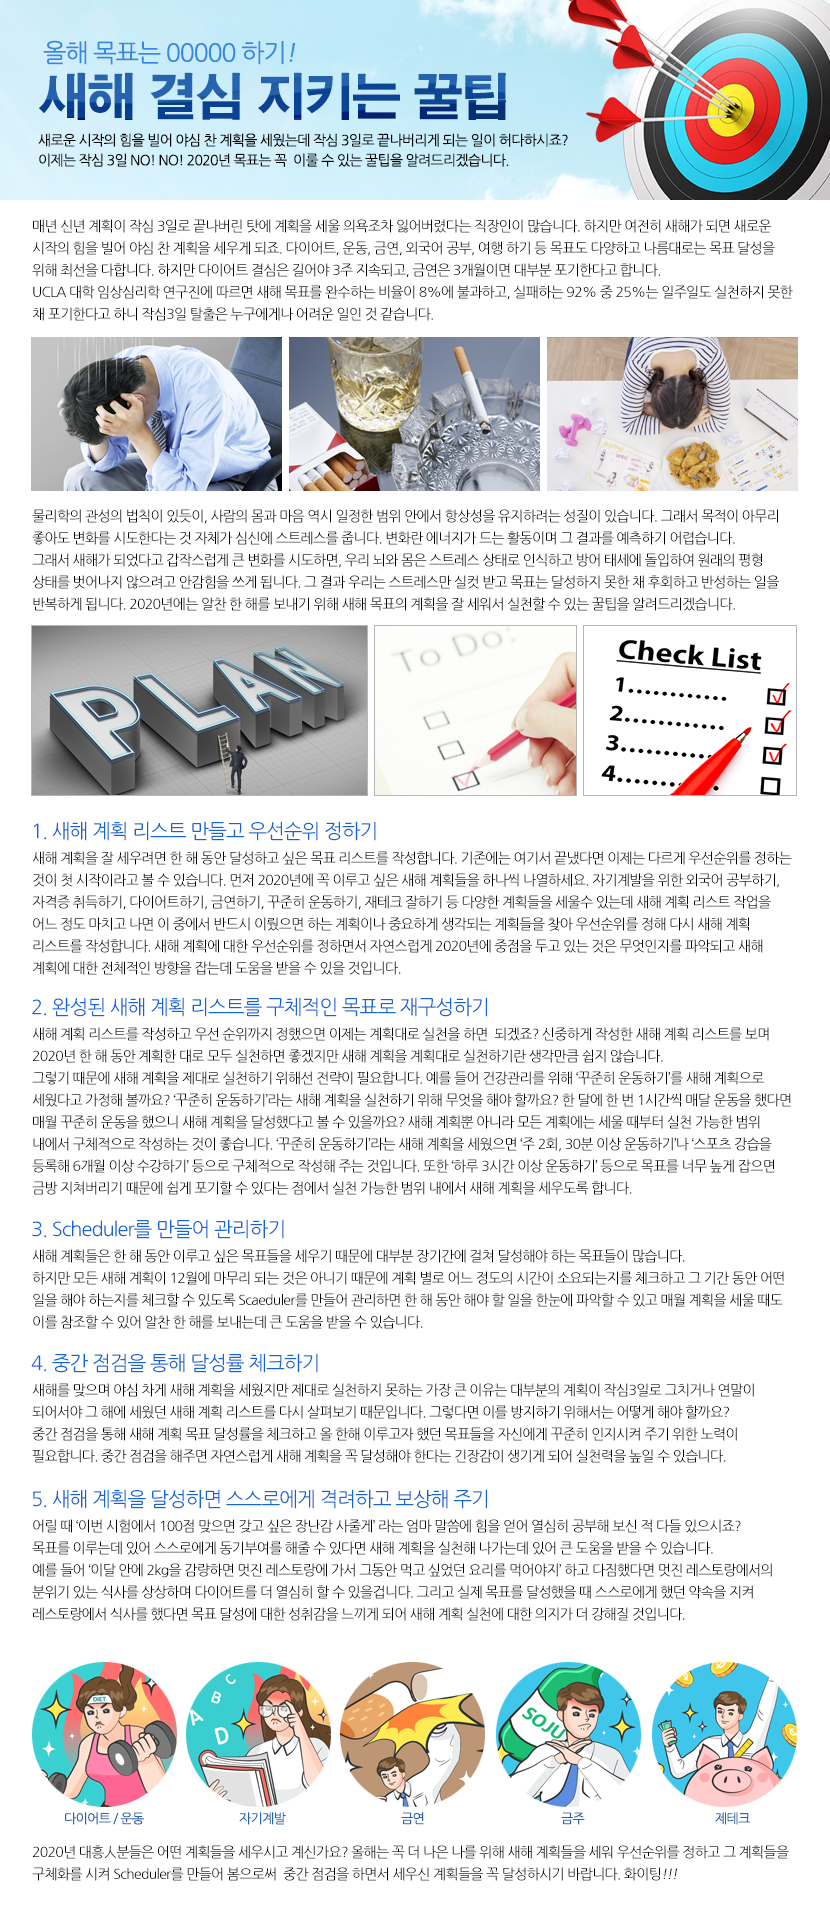 올해 목표는 OOOOO 하기!
새해 결심 지키는 꿀팁
새로운 시작의 힘을 빌어 야심 찬 계획을 세웠는데 작심 3일로 끝나버리게 되는 일이 허다하시죠?
이제는 작심 3일 NO! NO! 2020년 목표는 꼭 이룰 수 있는 꿀팁을 알려드리겠습니다.
매년 신년 계획이 작심 3일로 끝나버린 탓에 계획을 세울 의욕조차 잃어버렸다는 직장인이 많습니다. 하지만 여전히 새해가 되면 새로운
시작의 힘을 빌어 야심 찬 계획을 세우게 되죠. 다이어트, 운동, 금연, 외국어 공부, 여행 하기 등 목표도 다양하고 나름대로는 목표 달성을
위해 최선을 다합니다. 하지만 다이어트 결심은 길어야 3주 지속되고, 금연은 3개월이면 대부분 포기한다고 합니다.
UCLA 대학 임상심리학 연구진에 따르면 새해 목표를 완수하는 비율이 8%에 불과하고, 실패하는 92% 중 25%는 일주일도 실천하지 못한
채 포기한다고 하니 작심3일 탈출은 누구에게나 어려운 일인 것 같습니다.
물리학의 관성의 법칙이 있듯이, 사람의 몸과 마음 역시 일정한 범위 안에서 항상성을 유지하려는 성질이 있습니다. 그래서 목적이 아무리
좋아도 변화를 시도한다는 것 자체가 심신에 스트레스를 줍니다. 변화란 에너지가 드는 활동이며 그 결과를 예측하기 어렵습니다.
그래서 새해가 되었다고 갑작스럽게 큰 변화를 시도하면, 우리 뇌와 몸은 스트레스 상태로 인식하고 방어 태세에 돌입하여 원래의 평형
상태를 벗어나지 않으려고 안감힘을 쓰게 됩니다. 그 결과 우리는 스트레스만 실컷 받고 목표는 달성하지 못한 채 후회하고 반성하는 일을
반복하게 됩니다. 2020년에는 알찬 한 해를 보내기 위해 새해 목표의 계획을 잘 세워서 실천할 수 있는 꿀팁을 알려드리겠습니다.
PLAN
To Do:
Check List
1............
2............
3............
4............
1. 새해 계획 리스트 만들고 우선순위 정하기
새해 계획을 잘 세우려면 한 해 동안 달성하고 싶은 목표 리스트를 작성합니다. 기존에는 여기서 끝냈다면 이제는 다르게 우선순위를 정하는
것이 첫 시작이라고 볼 수 있습니다. 먼저 2020년에 꼭 이루고 싶은 새해 계획들을 하나씩 나열하세요. 자기계발을 위한 외국어 공부하기,
자격증 취득하기, 다이어트하기, 금연하기, 꾸준히 운동하기, 재테크 잘하기 등 다양한 계획들을 세울수 있는데 새해 계획 리스트 작업을
어느 정도 마치고 나면 이 중에서 반드시 이뤘으면 하는 계획이나 중요하게 생각되는 계획들을 찾아 우선순위를 정해 다시 새해 계획
리스트를 작성합니다. 새해 계획에 대한 우선순위를 정하면서 자연스럽게 2020년에 중점을 두고 있는 것은 무엇인지를 파악되고 새해
계획에 대한 전체적인 방향을 잡는데 도움을 받을 수 있을 것입니다.
2. 완성된 새해 계획 리스트를 구체적인 목표로 재구성하기
새해 계획 리스트를 작성하고 우선 순위까지 정했으면 이제는 계획대로 실천을 하면 되겠죠? 신중하게 작성한 새해 계획 리스트를 보며
2020년 한 해 동안 계획한 대로 모두 실천하면 좋겠지만 새해 계획을 계획대로 실천하기란 생각만큼 쉽지 않습니다.
그렇기 때문에 새해 계획을 제대로 실천하기 위해선 전략이 필요합니다. 예를 들어 건강관리를 위해 '꾸준히 운동하기'를 새해 계획으로
세웠다고 가정해 볼까요? '꾸준히 운동하기'라는 새해 계획을 실천하기 위해 무엇을 해야 할까요? 한 달에 한 번 1시간씩 매달 운동을 했다면
매월 꾸준히 운동을 했으니 새해 계획을 달성했다고 볼 수 있을까요? 새해 계획뿐 아니라 모든 계획에는 세울 때부터 실천 가능한 범위
내에서 구체적으로 작성하는 것이 좋습니다. '꾸준히 운동하기'라는 새해 계획을 세웠으면 '주 2회, 30분 이상 운동하기'나 '스포츠 강습을
등록해 6개월 이상 수강하기' 등으로 구체적으로 작성해 주는 것입니다. 또한 '하루 3시간 이상 운동하기' 등으로 목표를 너무 높게 잡으면
금방 지쳐버리기 때문에 쉽게 포기할 수 있다는 점에서 실천 가능한 범위 내에서 새해 계획을 세우도록 합니다.
3. Scheduler를 만들어 관리하기
새해 계획들은 한 해 동안 이루고 싶은 목표들을 세우기 때문에 대부분 장기간에 걸쳐 달성해야 하는 목표들이 많습니다.
하지만 모든 새해 계획이 12월에 마무리 되는 것은 아니기 때문에 계획 별로 어느 정도의 시간이 소요되는지를 체크하고 그 기간 동안 어떤
일을 해야 하는지를 체크할 수 있도록 Scaeduler를 만들어 관리하면 한 해 동안 해야 할 일을 한눈에 파악할 수 있고 매월 계획을 세울 때도
이를 참조할 수 있어 알찬 한 해를 보내는데 큰 도움을 받을 수 있습니다.
4. 중간 점검을 통해 달성률 체크하기
새해를 맞으며 야심 차게 새해 계획을 세웠지만 제대로 실천하지 못하는 가장 큰 이유는 대부분의 계획이 작심3일로 그치거나 연말이
되어서야 그 해에 세웠던 새해 계획 리스트를 다시 살펴보기 때문입니다. 그렇다면 이를 방지하기 위해서는 어떻게 해야 할까요?
중간 점검을 통해 새해 계획 목표 달성률을 체크하고 올 한해 이루고자 했던 목표들을 자신에게 꾸준히 인지시켜 주기 위한 노력이
필요합니다. 중간 점검을 해주면 자연스럽게 새해 계획을 꼭 달성해야 한다는 긴장감이 생기게 되어 실천력을 높일 수 있습니다.
5. 새해 계획을 달성하면 스스로에게 격려하고 보상해 주기
어릴 때 '이번 시험에서 100점 맞으면 갖고 싶은 장난감 사줄게' 라는 엄마 말씀에 힘을 얻어 열심히 공부해 보신 적 다들 있으시죠?
목표를 이루는데 있어 스스로에게 동기부여를 해줄 수 있다면 새해 계획을 실천해 나가는데 있어 큰 도움을 받을 수 있습니다.
예를 들어 '이달 안에 2kg을 감량하면 멋진 레스토랑에 가서 그동안 먹고 싶었던 요리를 먹어야지' 하고 다짐했다면 멋진 레스토랑에서의
분위기 있는 식사를 상상하며 다이어트를 더 열심히 할 수 있을겁니다. 그리고 실제 목표를 달성했을 때 스스로에게 했던 약속을 지켜
레스토랑에서 식사를 했다면 목표 달성에 대한 성취감을 느끼게 되어 새해 계획 실천에 대한 의지가 더 강해질 것입니다.
DIET
A B C
D
SOJU
다이어트 / 운동
자기계발
금연
금주
제테크
2020년 대흥人분들은 어떤 계획들을 세우시고 계신가요? 올해는 꼭 더 나은 나를 위해 새해 계획들을 세워 우선순위를 정하고 그 계획들을
구체화를 시켜 Scheduler를 만들어 봄으로써 중간 점검을 하면서 세우신 계획들을 꼭 달성하시기 바랍니다. 화이팅!!!